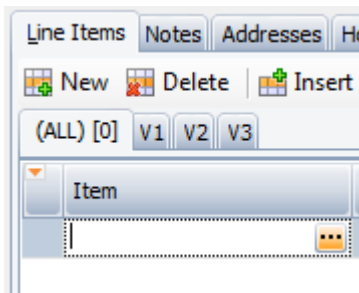 Line Items Notes Addresses
New Delete Insert
(ALL) [0] V1 V2 V3
Item